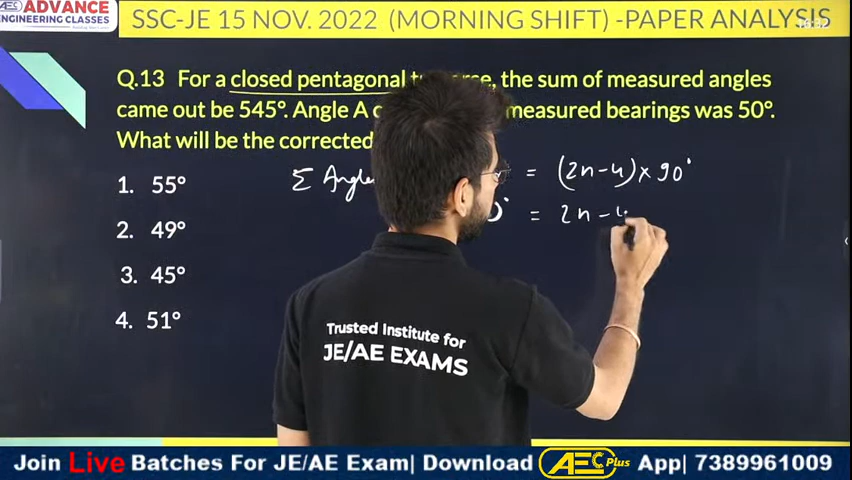 ADVANCE
ENGINEERING CLASSES
SSC-JE 15 NOV. 2022 (MORNING SHIFT) -PAPER ANALYSIS
Q.13 For a closed pentagonal the sum of measured angles
came out be 545°. Angle A measured bearings was 50°.
What will be the corrected
1. 55°
2. 49°
3. 45°
4. 51°
Σ Angle = (2n-4)×90°
= 2n-4
Trusted Institute for
JE/AE EXAMS
Join Live Batches For JE/AE Exam| Download AEC Plus App| 7389961009